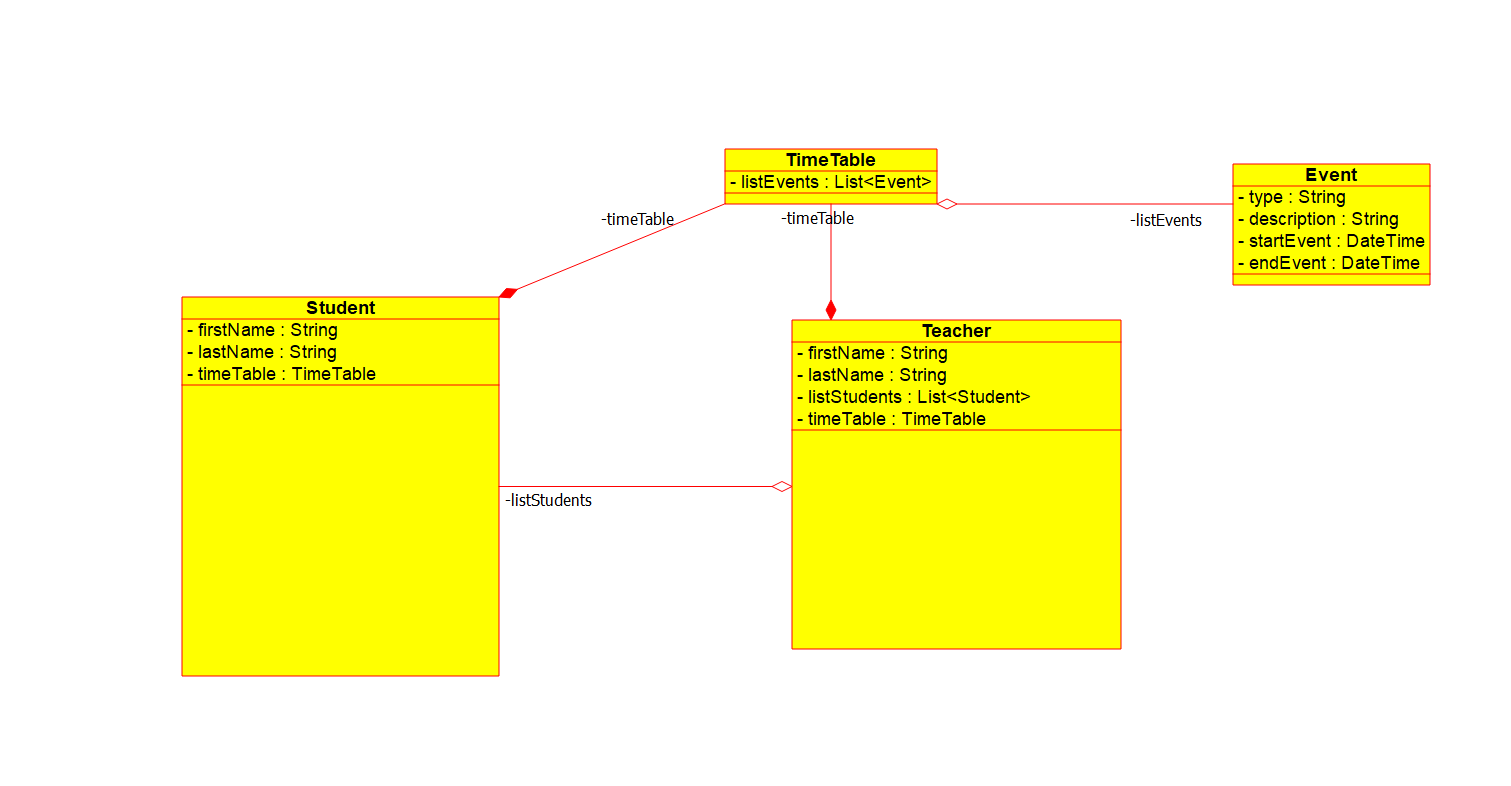 TimeTable
- listEvents : List<Event>
Event
- type : String
- description : String
- startEvent : DateTime
- endEvent : DateTime
-timeTable
-timeTable
-listEvents
Student
- firstName : String
- lastName : String
- timeTable : TimeTable
Teacher
- firstName : String
- lastName : String
- listStudents : List<Student>
- timeTable : TimeTable
-listStudents